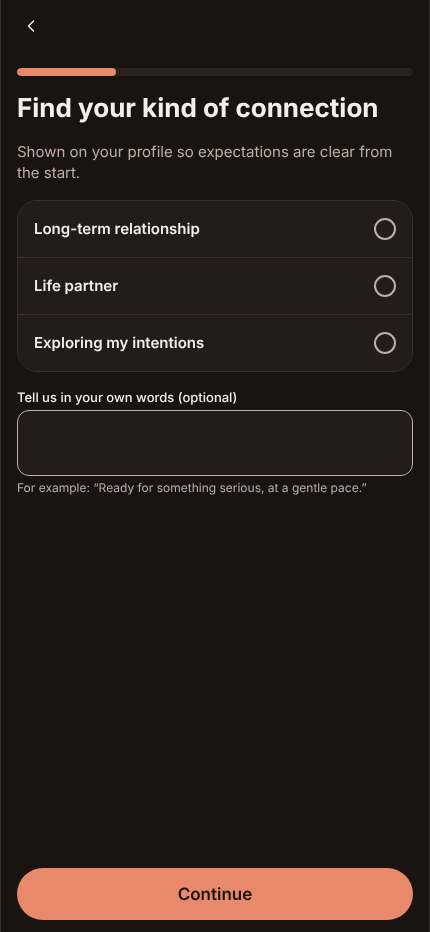 Find your kind of connection
Shown on your profile so expectations are clear from
the start.
Long-term relationship
Life partner
Exploring my intentions
Tell us in your own words (optional)
For example: “Ready for something serious, at a gentle pace.”
Continue